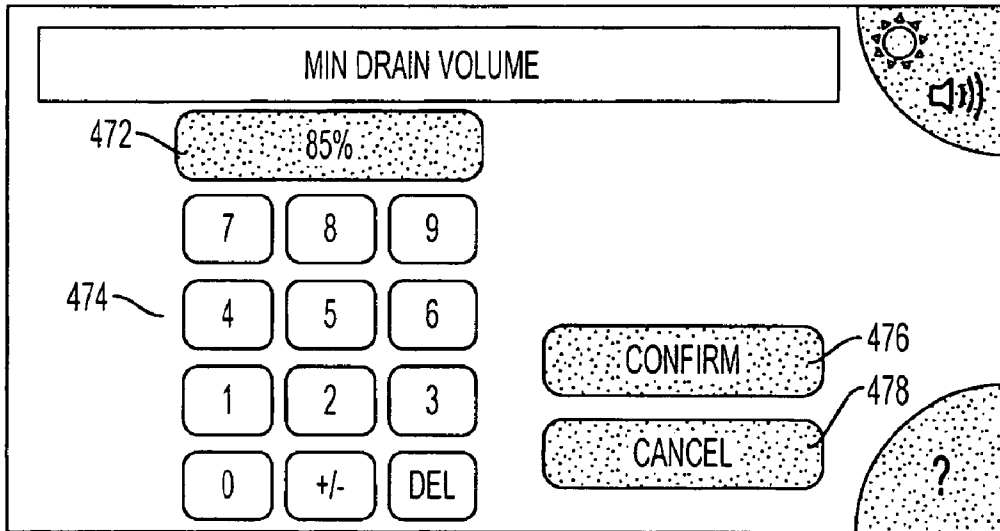 MIN DRAIN VOLUME
472
85%
7 8 9
474
4 5 6
CONFIRM
476
1 2 3
478
CANCEL
0 +/- DEL
?